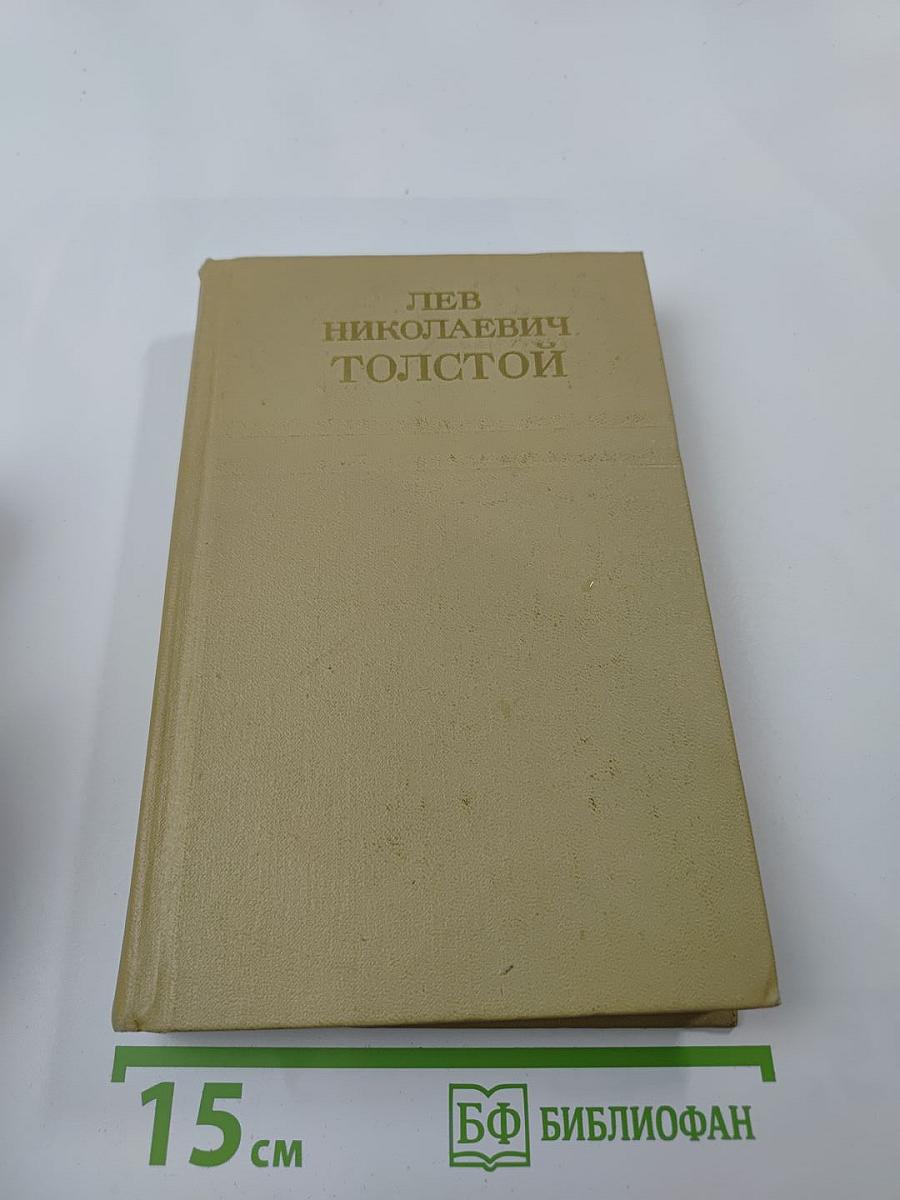 ЛЕВ
НИКОЛАЕВИЧ
ТОЛСТОЙ
15 см
БФ БИБЛИОФАН